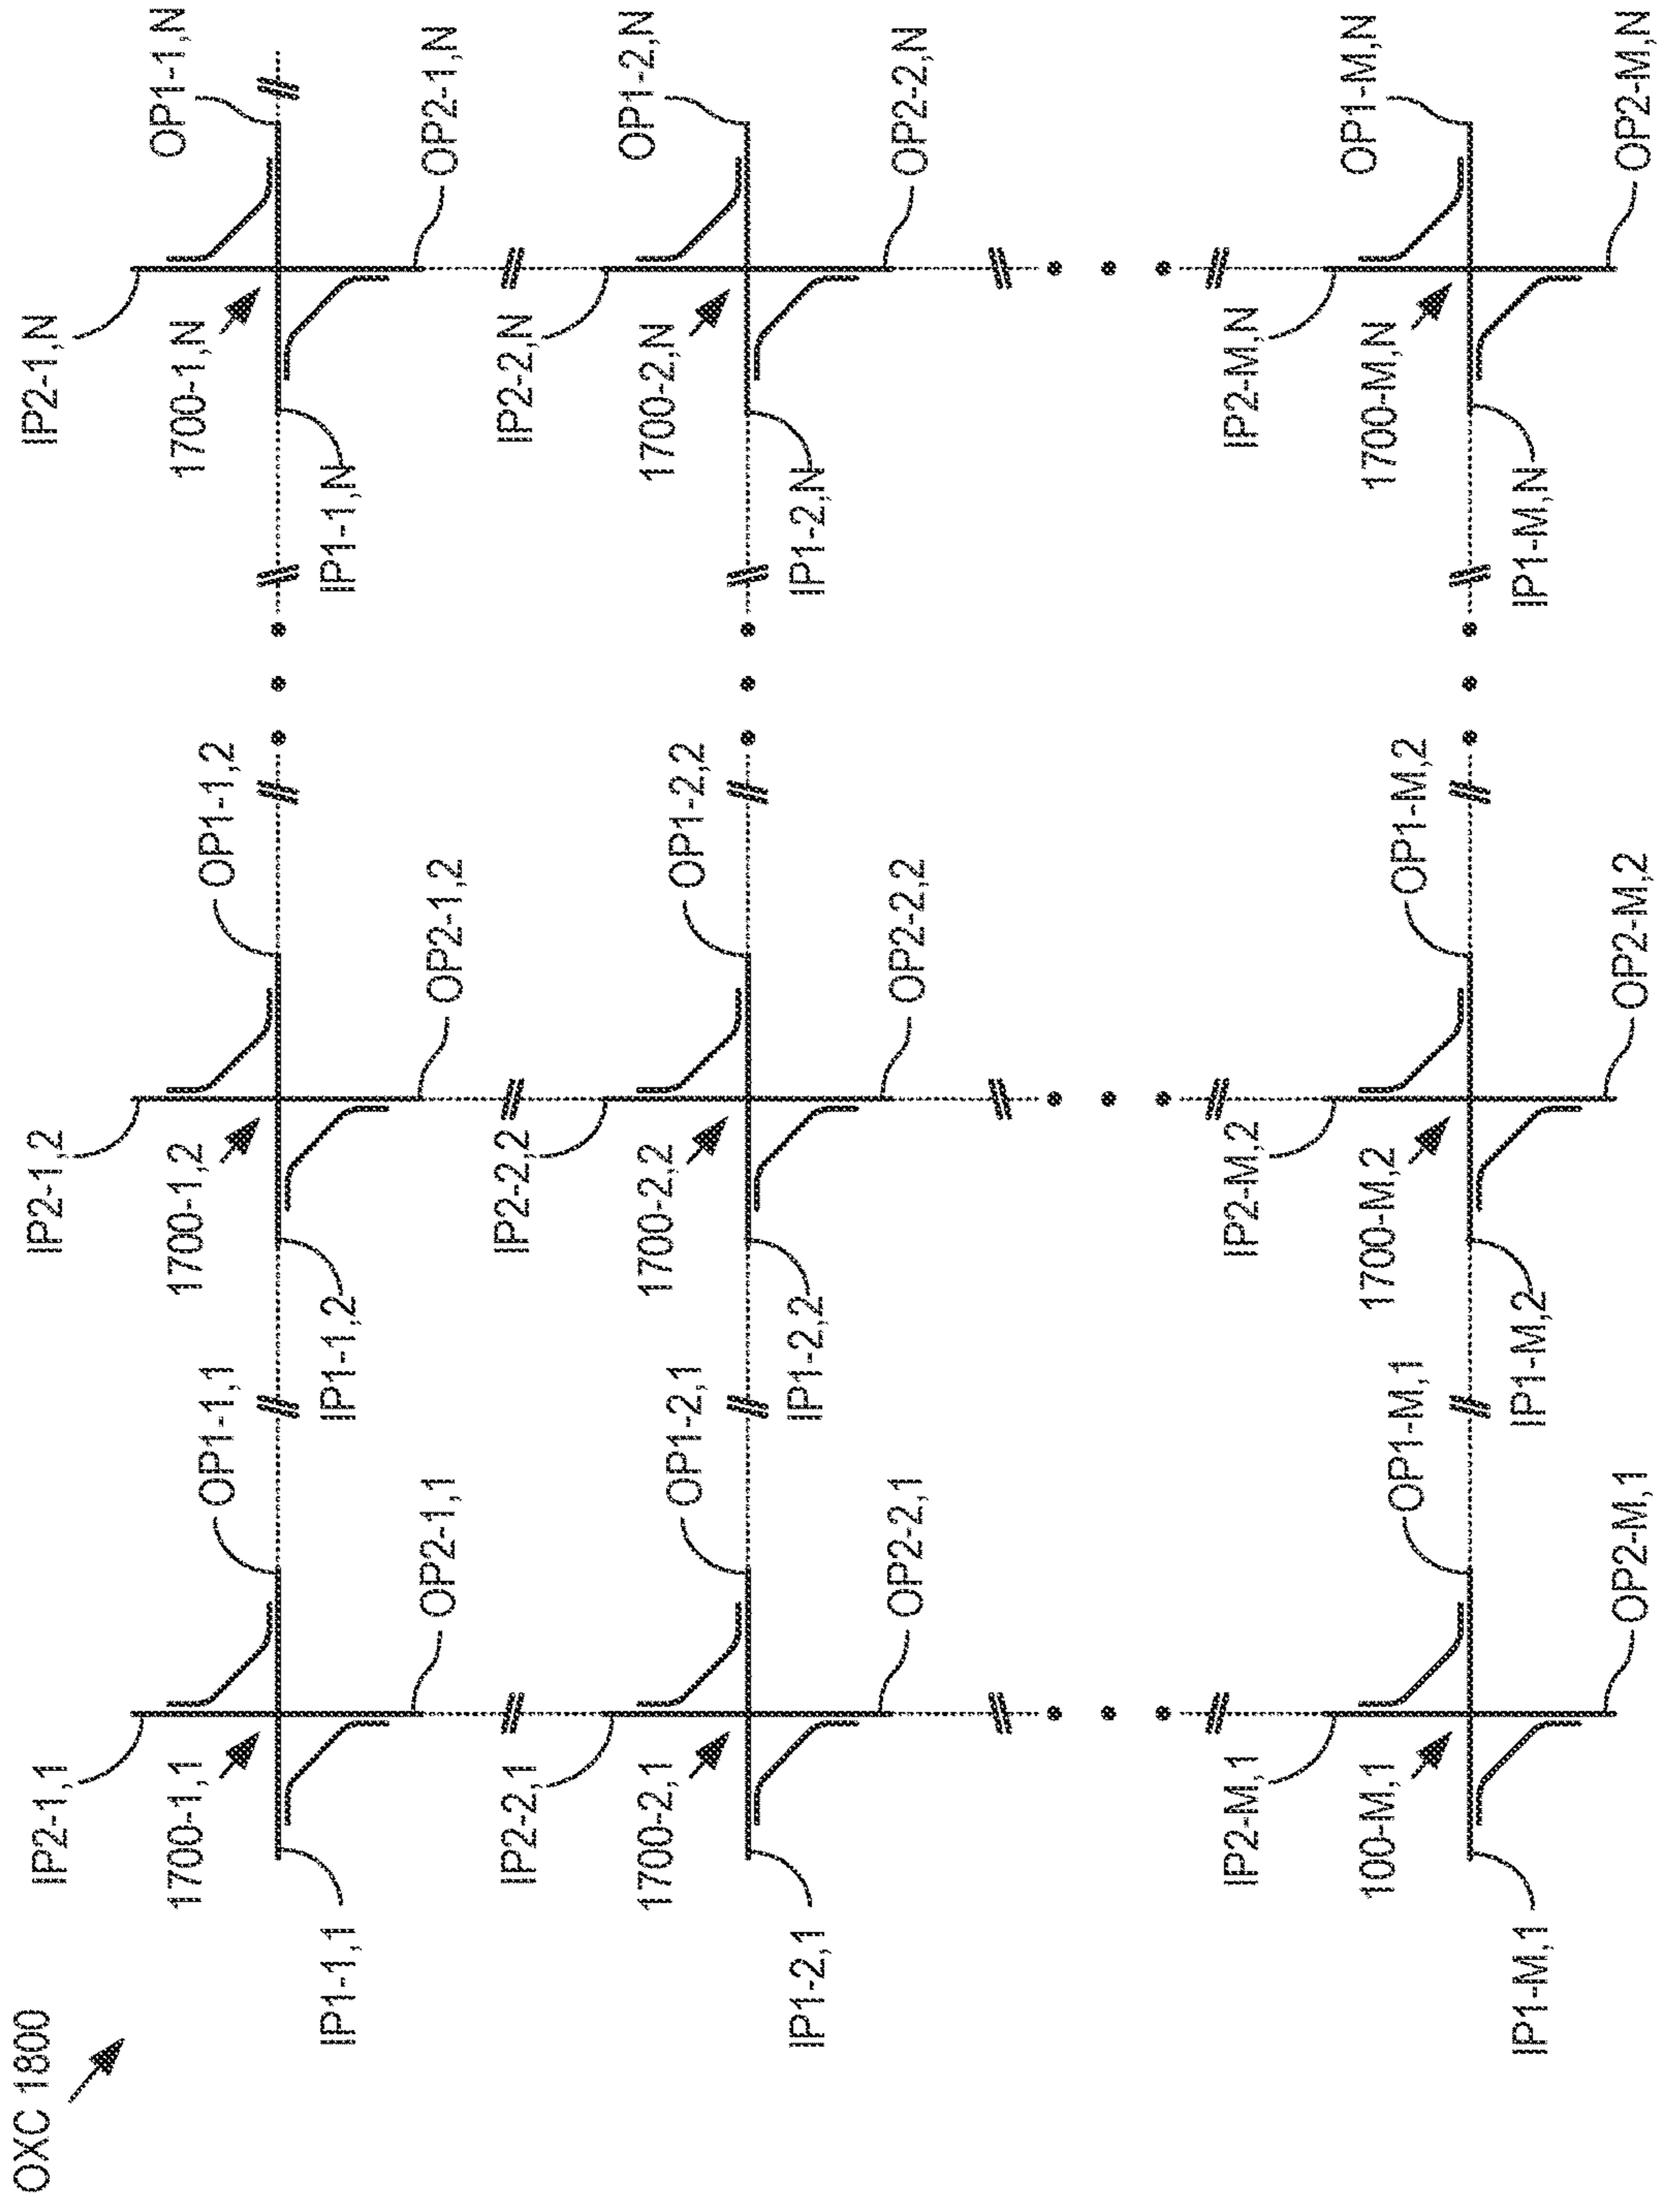 OXC 1800
IP2-1,1
IP2-1,2
IP2-1,N
1700-1,1
OP1-1,1
1700-1,2
OP1-1,2
1700-1,N
OP1-1,N
IP1-1,1
OP2-1,1
IP1-1,2
OP2-1,2
IP1-1,N
OP2-1,N
IP2-2,1
IP2-2,2
IP2-2,N
1700-2,1
OP1-2,1
1700-2,2
OP1-2,2
1700-2,N
OP1-2,N
IP1-2,1
OP2-2,1
IP1-2,2
OP2-2,2
IP1-2,N
OP2-2,N
IP2-M,1
IP2-M,2
IP2-M,N
100-M,1
OP1-M,1
1700-M,2
OP1-M,2
1700-M,N
OP1-M,N
IP1-M,1
OP2-M,1
IP1-M,2
OP2-M,2
IP1-M,N
OP2-M,N